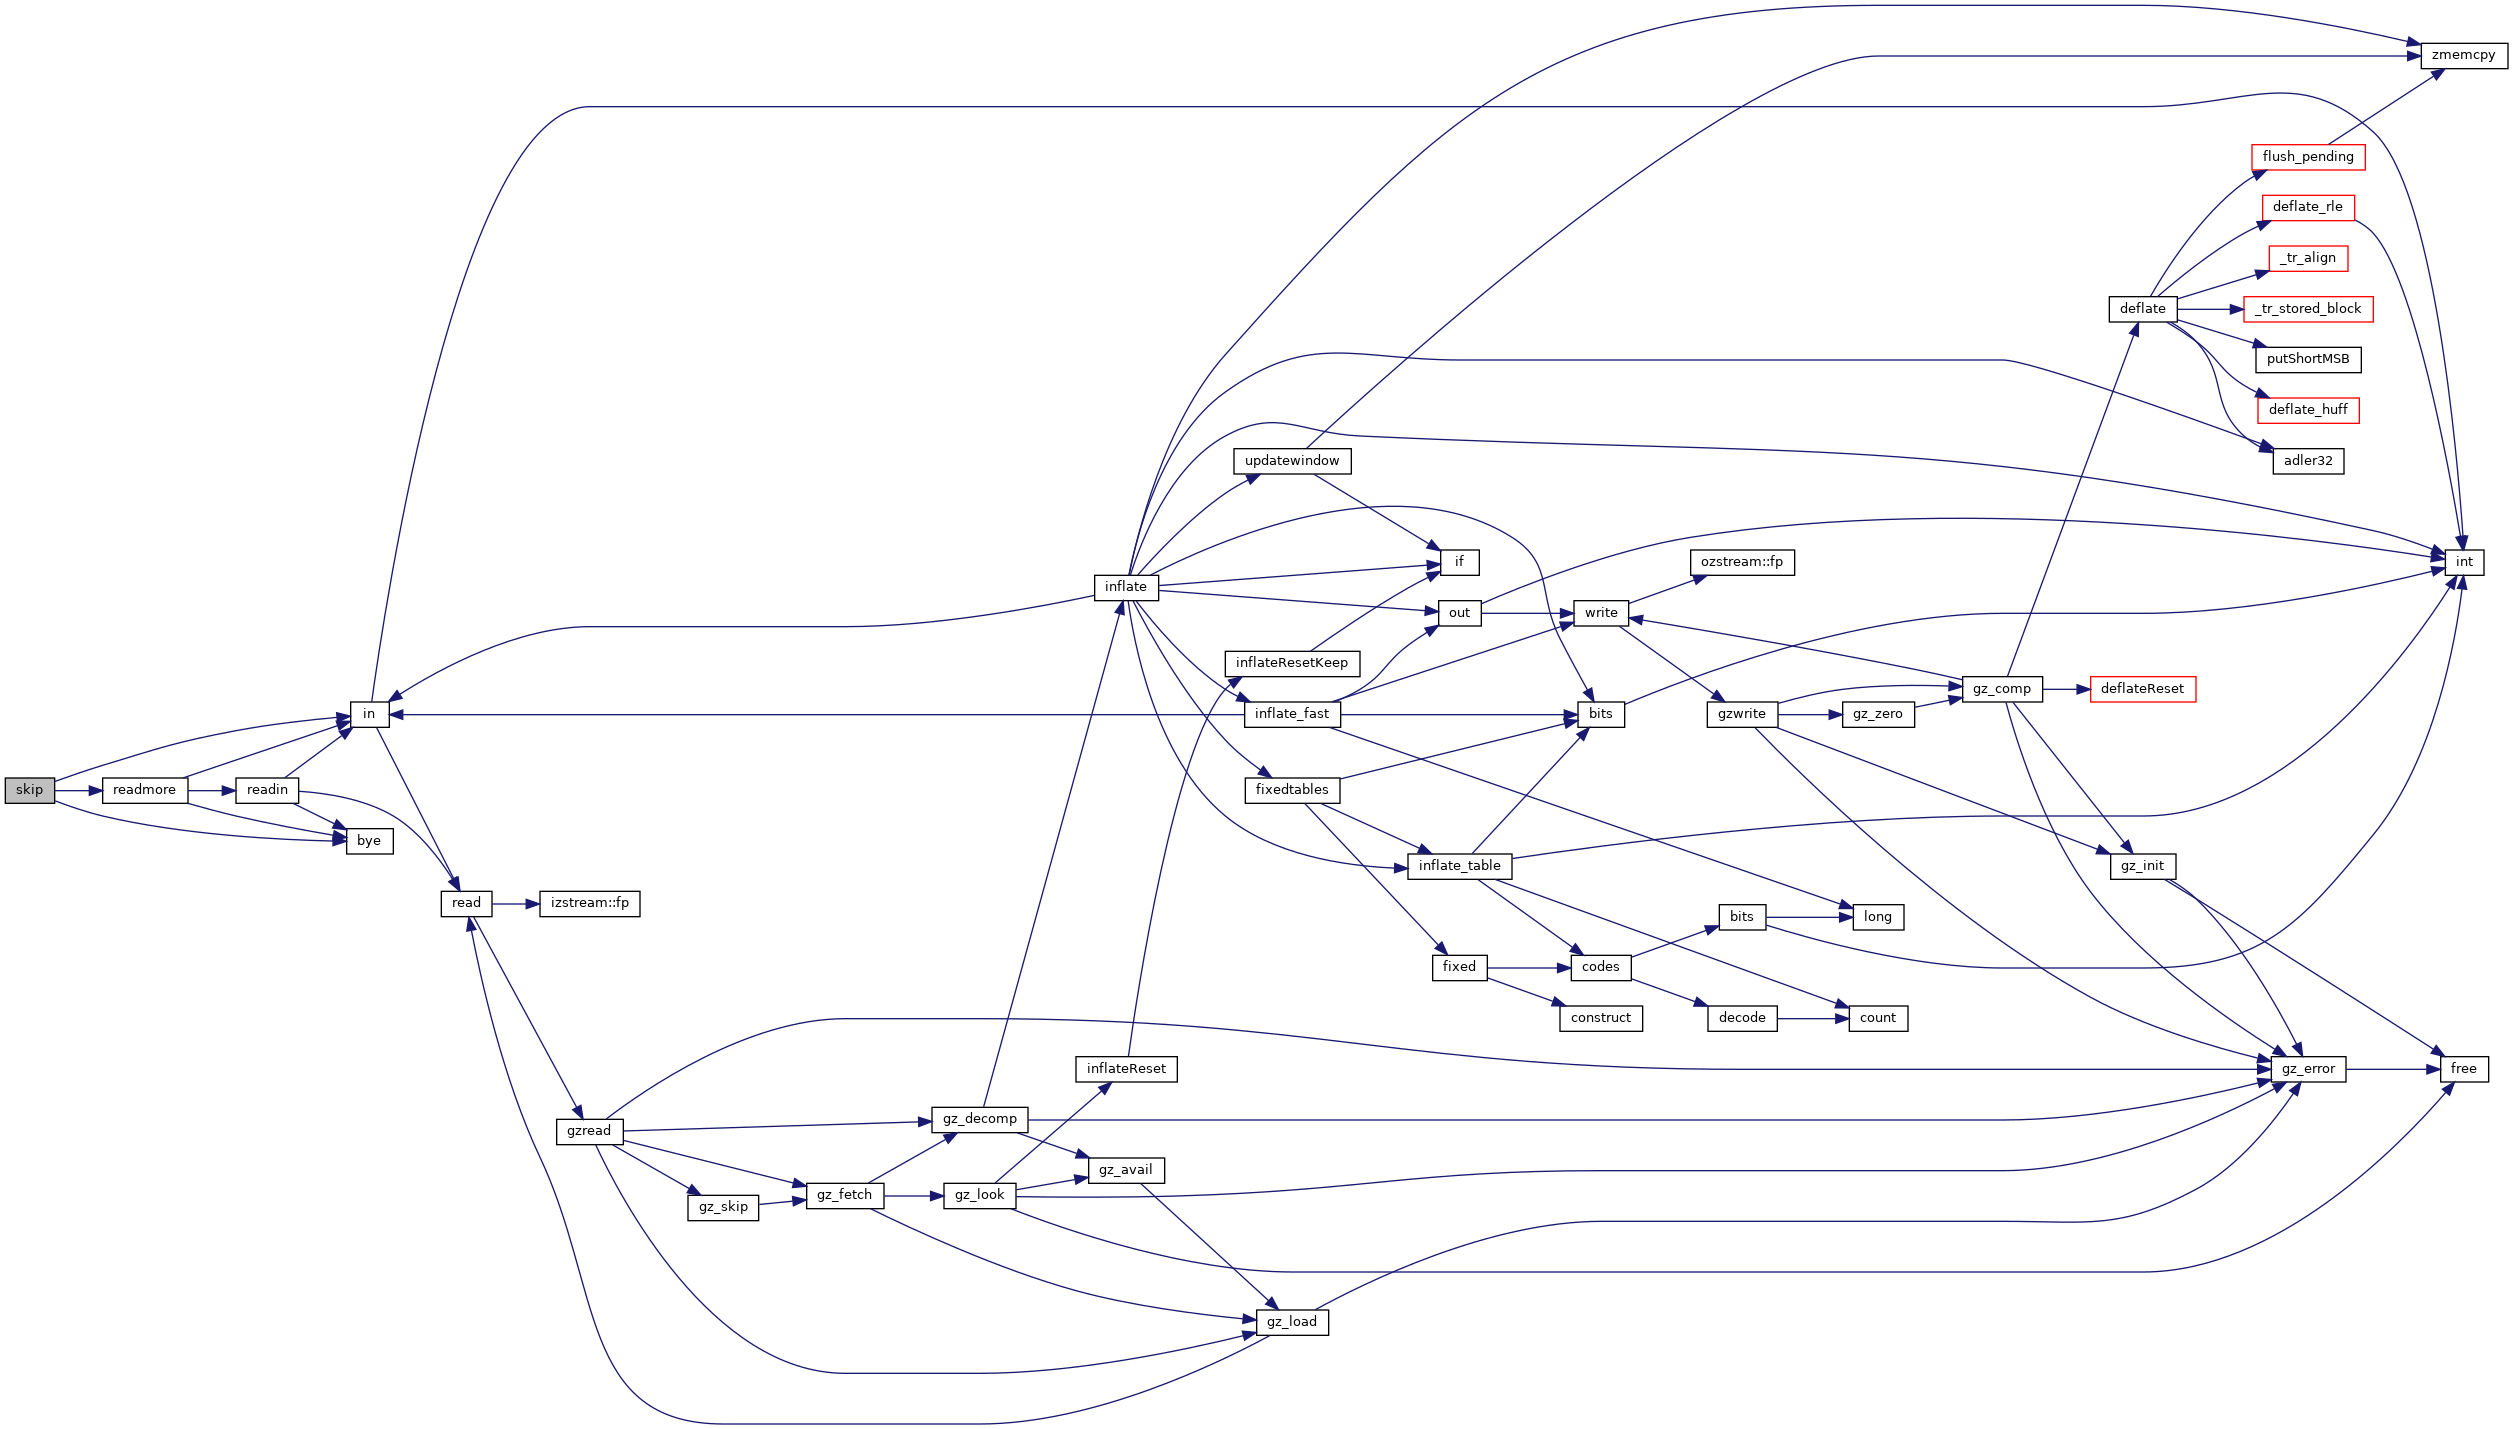 zmemcpy
flush_pending
deflate_rle
_tr_align
deflate
_tr_stored_block
putShortMSB
deflate_huff
updatewindow
adler32
if
ozstream::fp
int
inflate
out
write
inflateResetKeep
gz_comp
deflateReset
in
inflate_fast
bits
gzwrite
gz_zero
skip
readmore
readin
fixedtables
bye
inflate_table
gz_init
read
izstream::fp
bits
long
fixed
codes
construct
decode
count
inflateReset
gz_error
free
gzread
gz_decomp
gz_avail
gz_skip
gz_fetch
gz_look
gz_load